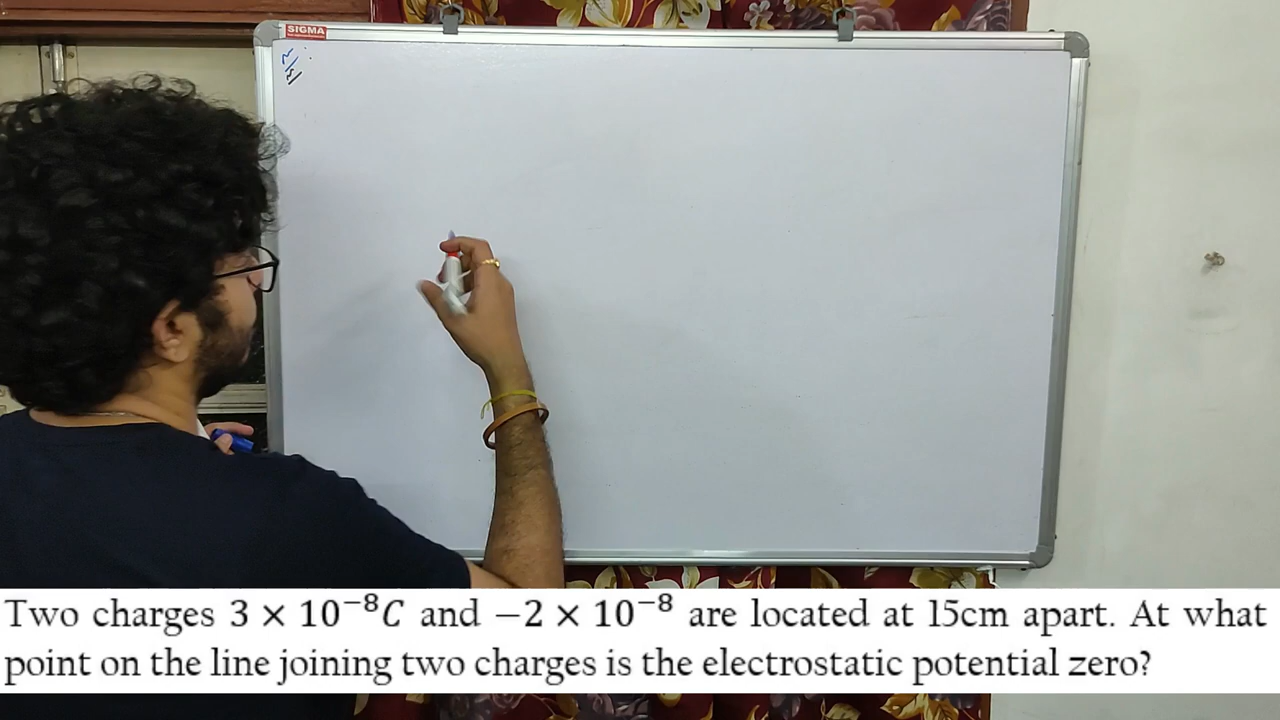 SIGMA
Two charges 3 × 10⁻⁸C and −2 × 10⁻⁸ are located at 15cm apart. At what
point on the line joining two charges is the electrostatic potential zero?